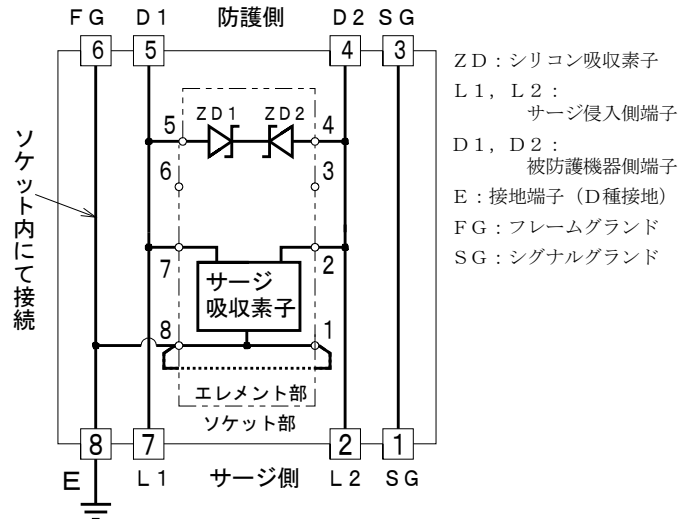 FG D1 防護側 D2 SG
6 5 4 3
ZD1 ZD2
5 4
6 3
7 2
サージ
吸収素子
8 1
エレメント部
ソケット部
8 7 2 1
E L1 サージ側 L2 SG
ソケット内にて接続
ZD：シリコン吸収素子
L1，L2：
サージ侵入側端子
D1，D2：
被防護機器側端子
E：接地端子（D種接地）
FG：フレームグランド
SG：シグナルグランド